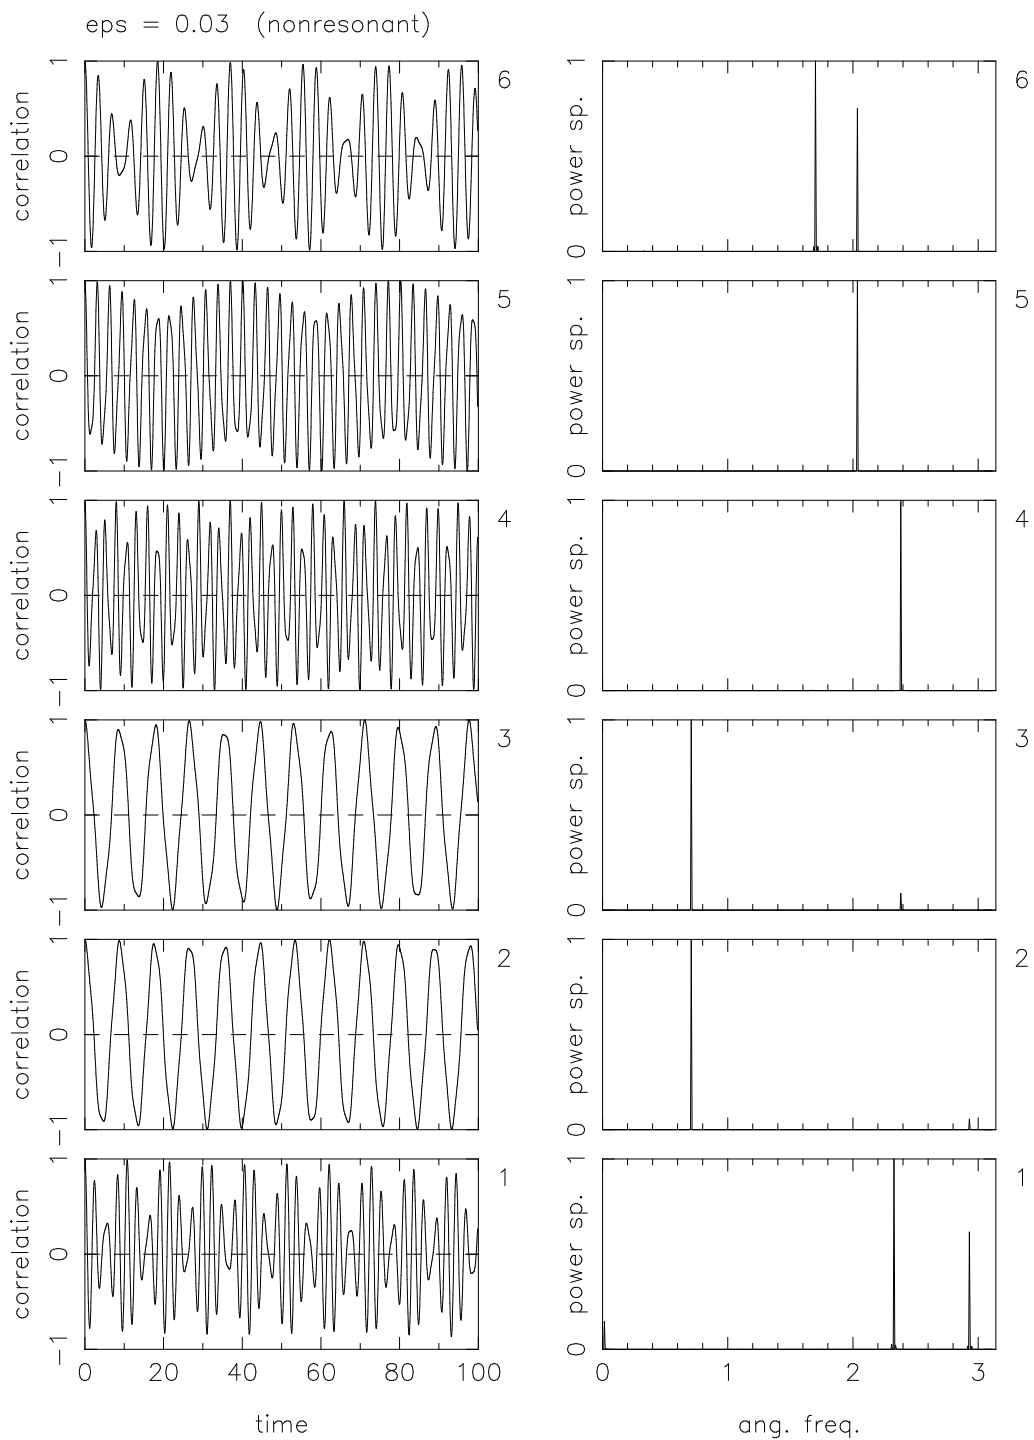 eps = 0.03 (nonresonant)
1 0 −1 correlation 6
1 0 power sp. 6
1 0 −1 correlation 5
1 0 power sp. 5
1 0 −1 correlation 4
1 0 power sp. 4
1 0 −1 correlation 3
1 0 power sp. 3
1 0 −1 correlation 2
1 0 power sp. 2
1 0 −1 correlation 1
1 0 power sp. 1
0 20 40 60 80 100
0 1 2 3
time
ang. freq.